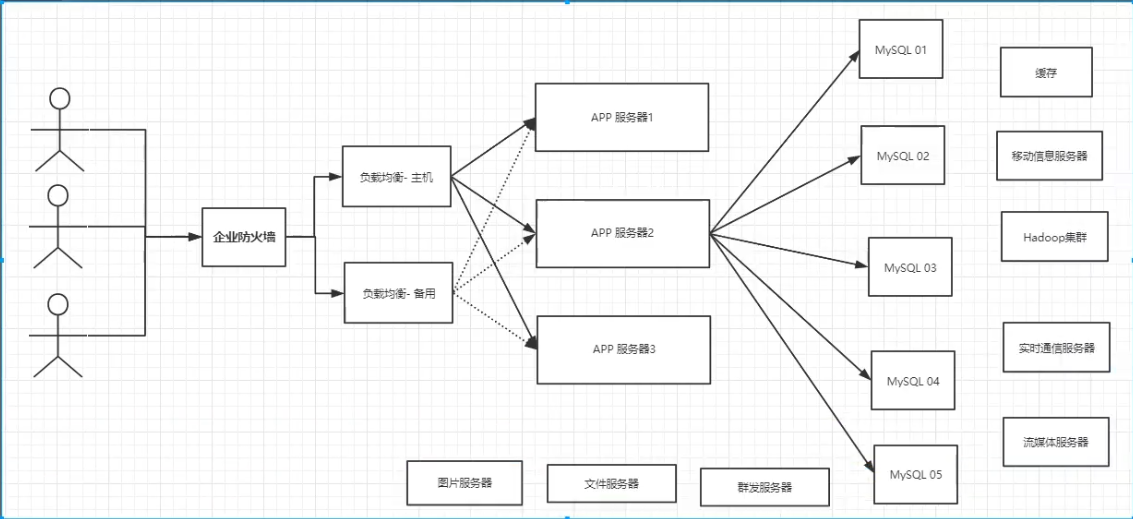 企业防火墙
负载均衡- 主机
负载均衡- 备用
APP 服务器1
APP 服务器2
APP 服务器3
MySQL 01
MySQL 02
MySQL 03
MySQL 04
MySQL 05
缓存
移动信息服务器
Hadoop集群
实时通信服务器
流媒体服务器
图片服务器
文件服务器
群发服务器